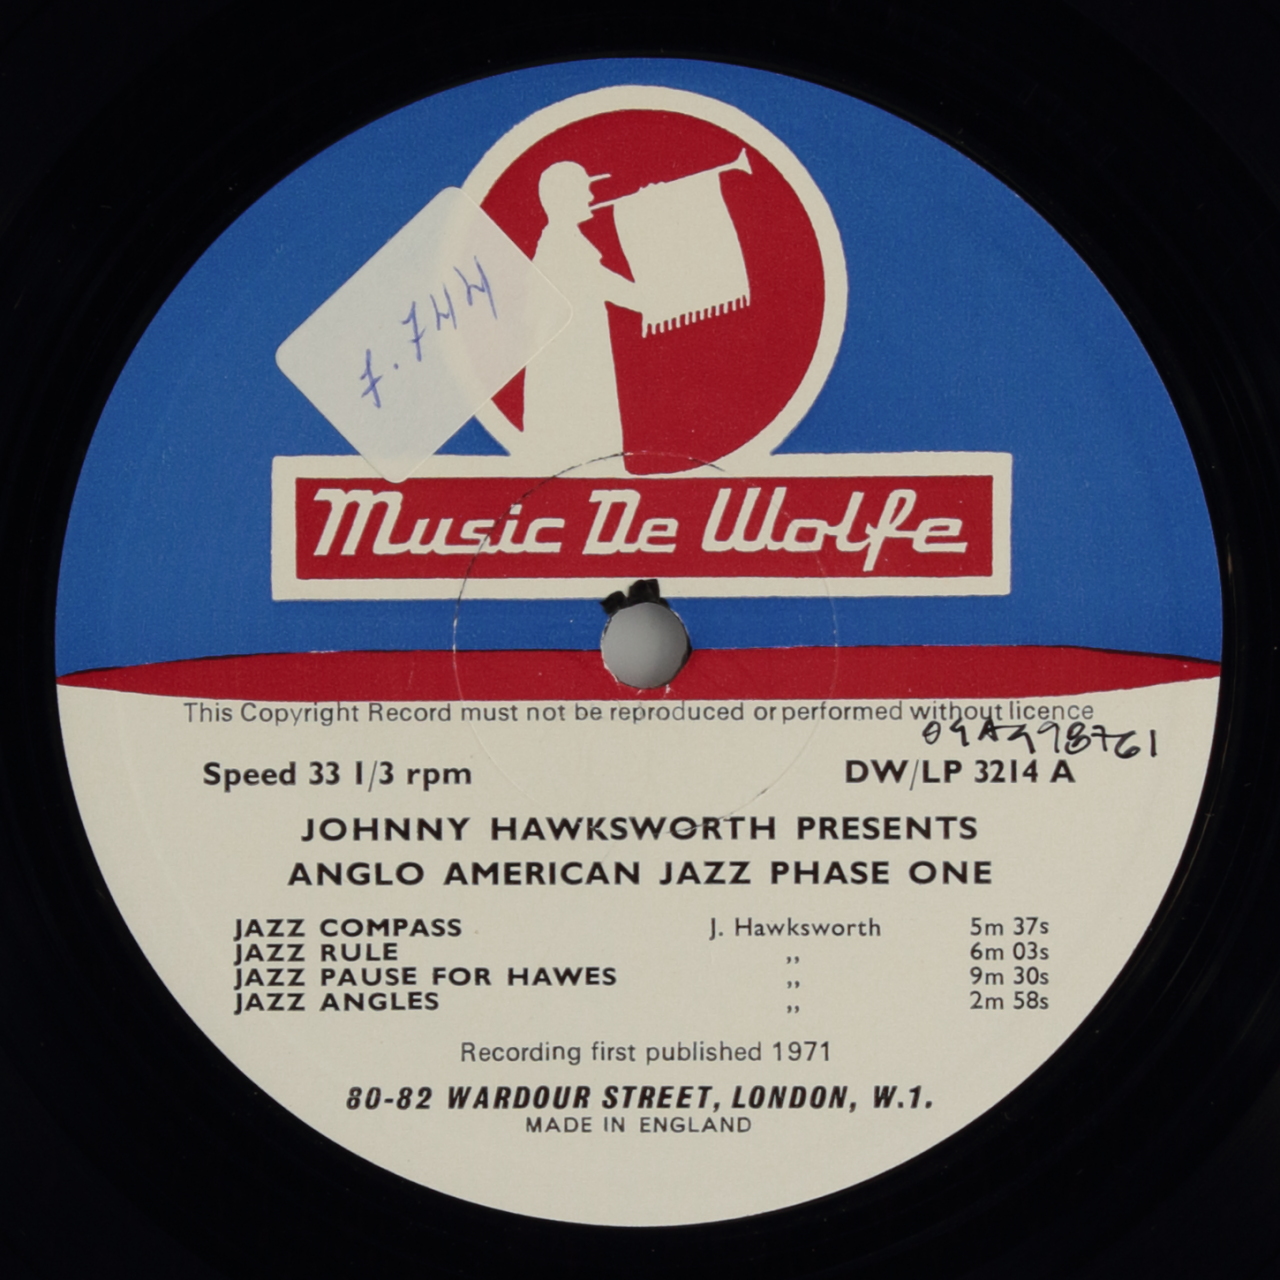 7.744
Music De Wolfe
This Copyright Record must not be reproduced or performed without licence
Speed 33 1/3 rpm DW/LP 3214 A
JOHNNY HAWKSWORTH PRESENTS
ANGLO AMERICAN JAZZ PHASE ONE
JAZZ COMPASS J. Hawksworth 5m 37s
JAZZ RULE ,, 6m 03s
JAZZ PAUSE FOR HAWES ,, 9m 30s
JAZZ ANGLES ,, 2m 58s
Recording first published 1971
80-82 WARDOUR STREET, LONDON, W.1.
MADE IN ENGLAND